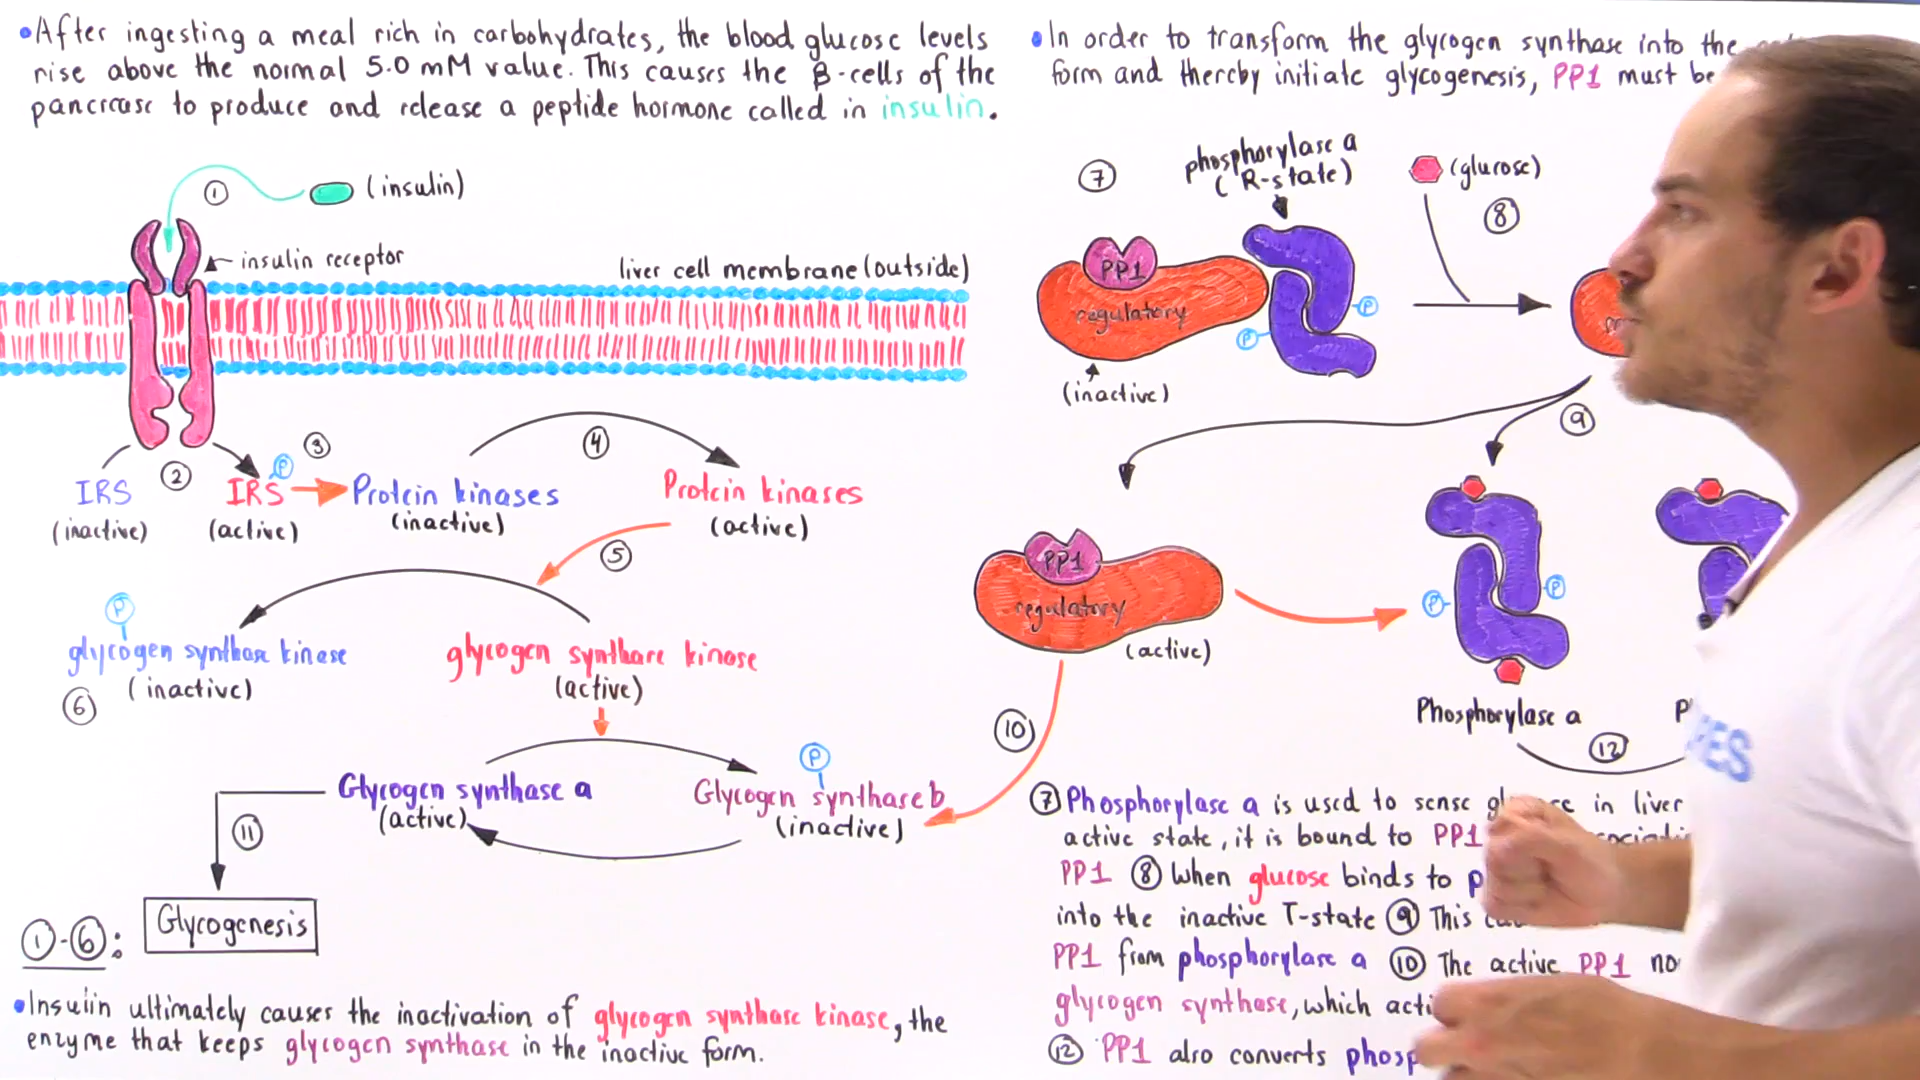 •After ingesting a meal rich in carbohydrates, the blood glucose levels
rise above the normal 5.0 mM value. This causes the β-cells of the
pancrease to produce and release a peptide hormone called in insulin.
① (insulin)
insulin receptor
liver cell membrane (outside)
IRS
(inactive)
②
IRS P
(active)
③
Protein kinases
(inactive)
④
Protein kinases
(active)
⑤
P
glycogen synthase kinase
(inactive)
⑥
glycogen synthase kinase
(active)
Glycogen synthase a
(active)
P
Glycogen synthase b
(inactive)
⑪
Glycogenesis
①-⑥:
•Insulin ultimately causes the inactivation of glycogen synthase kinase, the
enzyme that keeps glycogen synthase in the inactive form.
•In order to transform the glycogen synthase into the
form and thereby initiate glycogenesis, PP1 must be
⑦
phosphorylase a
(R-state)
(glucose)
⑧
PP1
regulatory
(inactive)
P
P
⑨
PP1
regulatory
(active)
⑩
P
P
Phosphorylase a
⑫
⑦ Phosphorylase a is used to sense in liver
active state, it is bound to PP1
PP1 ⑧ When glucose binds to
into the inactive T-state ⑨ This
PP1 from phosphorylase a ⑩ The active PP1
glycogen synthase, which
⑫ PP1 also converts